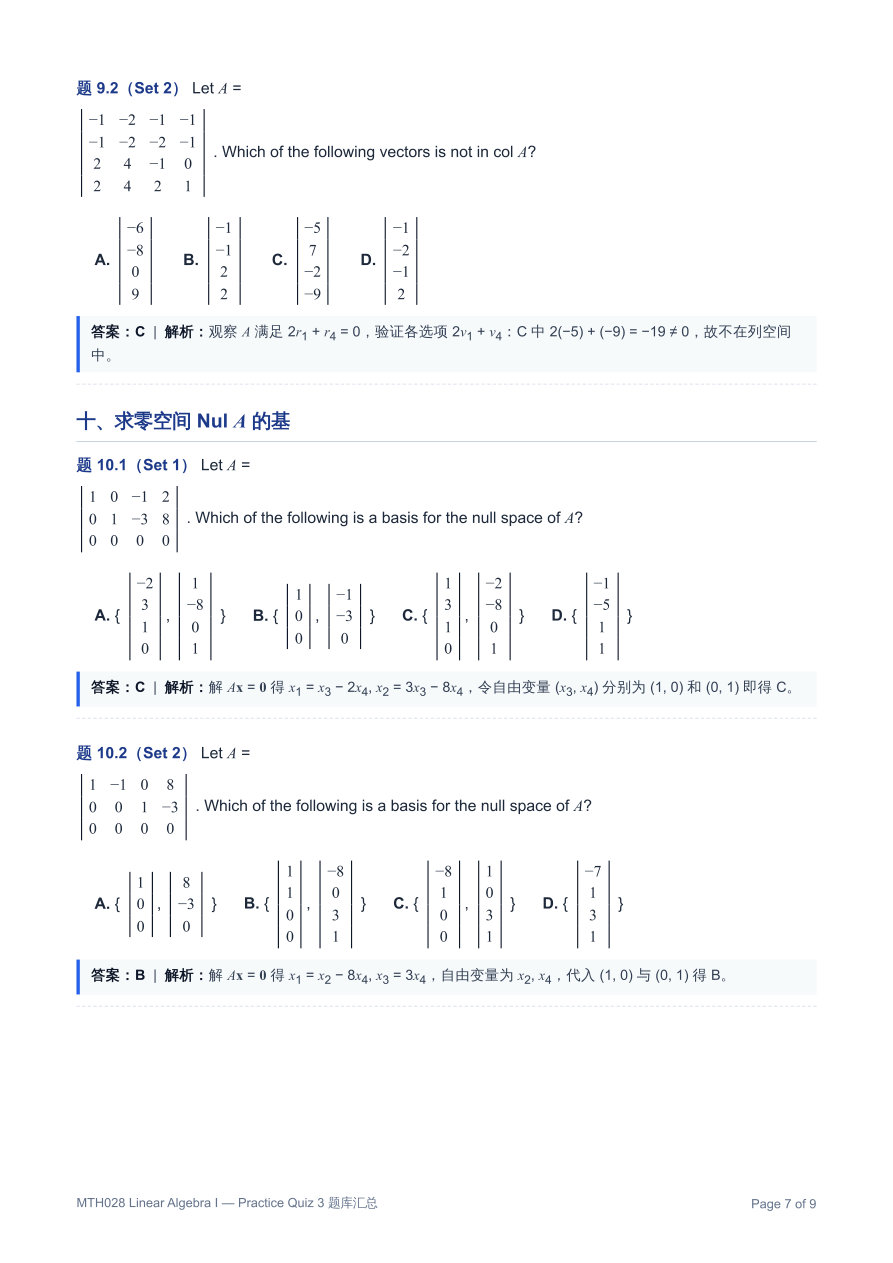 题 9.2（Set 2） Let A =
−1 −2 −1 −1
−1 −2 −2 −1
2 4 −1 0
2 4 2 1
. Which of the following vectors is not in col A?
A. −6 −8 0 9 B. −1 −1 2 2 C. −5 7 −2 −9 D. −1 −2 −1 2
答案：C | 解析：观察 A 满足 2r1 + r4 = 0，验证各选项 2v1 + v4：C 中 2(−5) + (−9) = −19 ≠ 0，故不在列空间
中。
十、求零空间 Nul A 的基
题 10.1（Set 1） Let A =
1 0 −1 2
0 1 −3 8
0 0 0 0
. Which of the following is a basis for the null space of A?
A. { −2 3 1 0 , 1 −8 0 1 } B. { 1 0 0 , −1 −3 0 } C. { 1 3 1 0 , −2 −8 0 1 } D. { −1 −5 1 1 }
答案：C | 解析：解 Ax = 0 得 x1 = x3 − 2x4, x2 = 3x3 − 8x4，令自由变量 (x3, x4) 分别为 (1, 0) 和 (0, 1) 即得 C。
题 10.2（Set 2） Let A =
1 −1 0 8
0 0 1 −3
0 0 0 0
. Which of the following is a basis for the null space of A?
A. { 1 0 0 , 8 −3 0 } B. { 1 1 0 0 , −8 0 3 1 } C. { −8 1 0 0 , 1 0 3 1 } D. { −7 1 3 1 }
答案：B | 解析：解 Ax = 0 得 x1 = x2 − 8x4, x3 = 3x4，自由变量为 x2, x4，代入 (1, 0) 与 (0, 1) 得 B。
MTH028 Linear Algebra I — Practice Quiz 3 题库汇总
Page 7 of 9